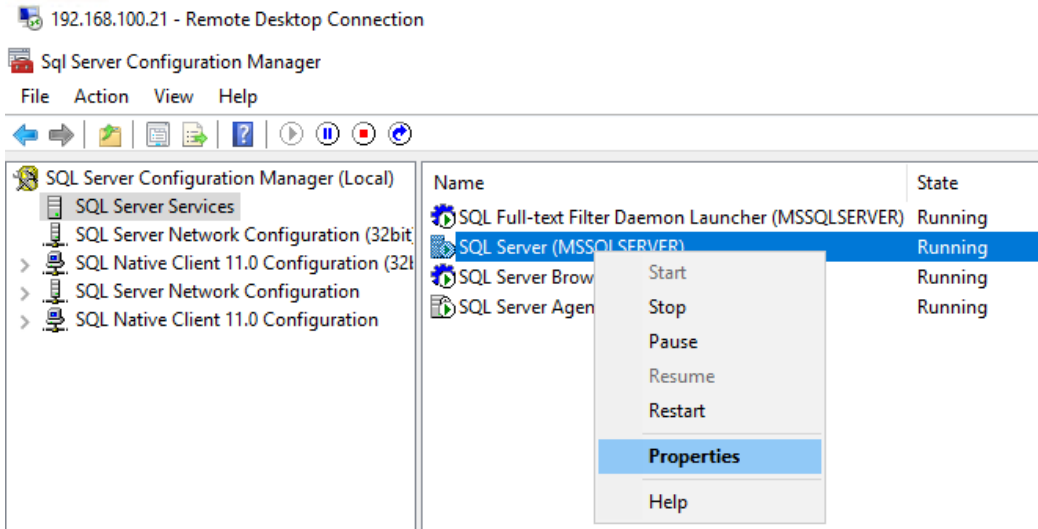 192.168.100.21 - Remote Desktop Connection
Sql Server Configuration Manager
File Action View Help
SQL Server Configuration Manager (Local)
SQL Server Services
SQL Server Network Configuration (32bit
SQL Native Client 11.0 Configuration (32b
SQL Server Network Configuration
SQL Native Client 11.0 Configuration
Name State
SQL Full-text Filter Daemon Launcher (MSSQLSERVER) Running
SQL Server (MSSQLSERVER) Running
SQL Server Brow Running
SQL Server Agen Running
Start
Stop
Pause
Resume
Restart
Properties
Help